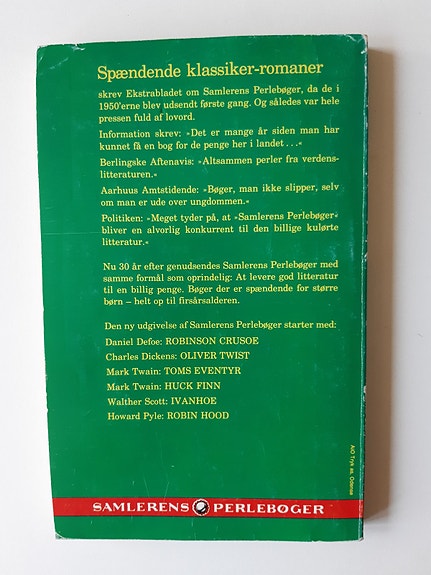 Spændende klassiker-romaner
skrev Ekstrabladet om Samlerens Perlebøger, da de i
1950'erne blev udsendt første gang. Og således var hele
pressen fuld af lovord.
Information skrev: »Det er mange år siden man har
kunnet få en bog for de penge her i landet . . .«
Berlingske Aftenavis: »Altsammen perler fra verdens-
litteraturen.«
Aarhuus Amtstidende: »Bøger, man ikke slipper, selv
om man er ude over ungdommen.«
Politiken: »Meget tyder på, at »Samlerens Perlebøger«
bliver en alvorlig konkurrent til den billige kulørte
litteratur.«
Nu 30 år efter genudsendes Samlerens Perlebøger med
samme formål som oprindelig: At levere god litteratur
til en billig penge. Bøger der er spændende for større
børn – helt op til firsårsalderen.
Den ny udgivelse af Samlerens Perlebøger starter med:
Daniel Defoe: ROBINSON CRUSOE
Charles Dickens: OLIVER TWIST
Mark Twain: TOMS EVENTYR
Mark Twain: HUCK FINN
Walther Scott: IVANHOE
Howard Pyle: ROBIN HOOD
AiO Tryk as, Odense
SAMLERENS PERLEBØGER